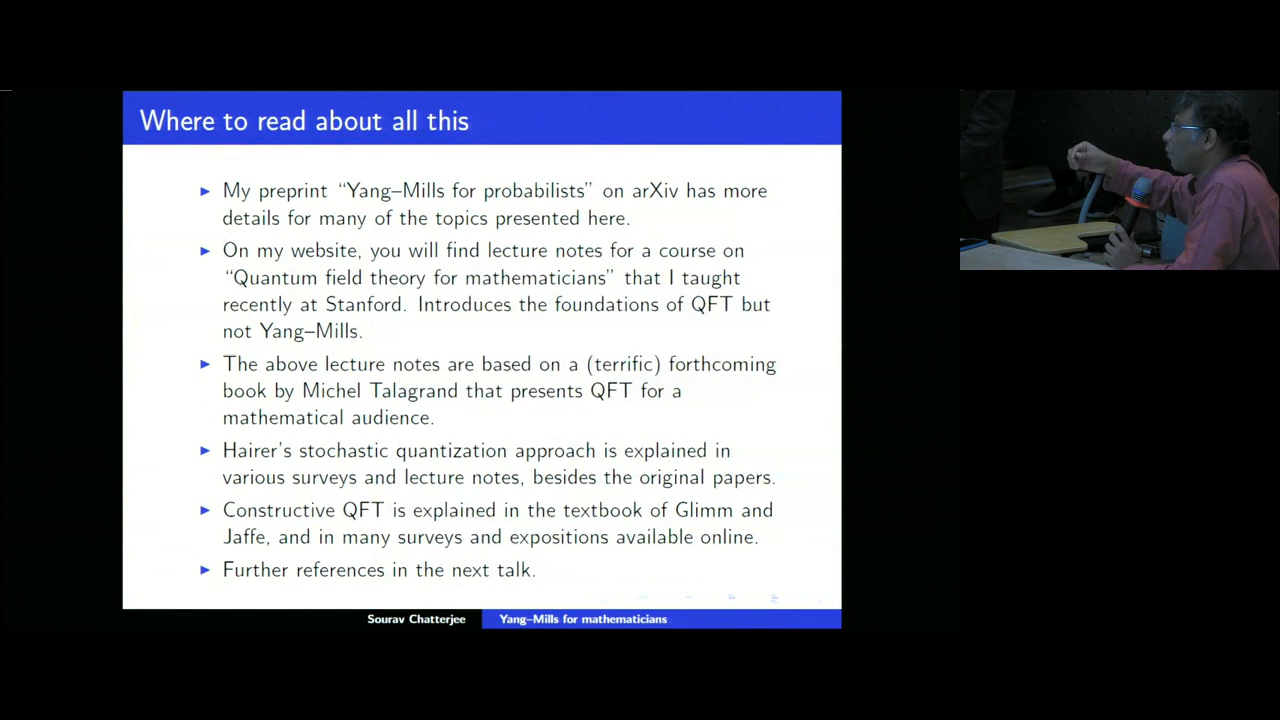 Where to read about all this
My preprint “Yang–Mills for probabilists” on arXiv has more
details for many of the topics presented here.
On my website, you will find lecture notes for a course on
“Quantum field theory for mathematicians” that I taught
recently at Stanford. Introduces the foundations of QFT but
not Yang–Mills.
The above lecture notes are based on a (terrific) forthcoming
book by Michel Talagrand that presents QFT for a
mathematical audience.
Hairer’s stochastic quantization approach is explained in
various surveys and lecture notes, besides the original papers.
Constructive QFT is explained in the textbook of Glimm and
Jaffe, and in many surveys and expositions available online.
Further references in the next talk.
Sourav Chatterjee
Yang–Mills for mathematicians